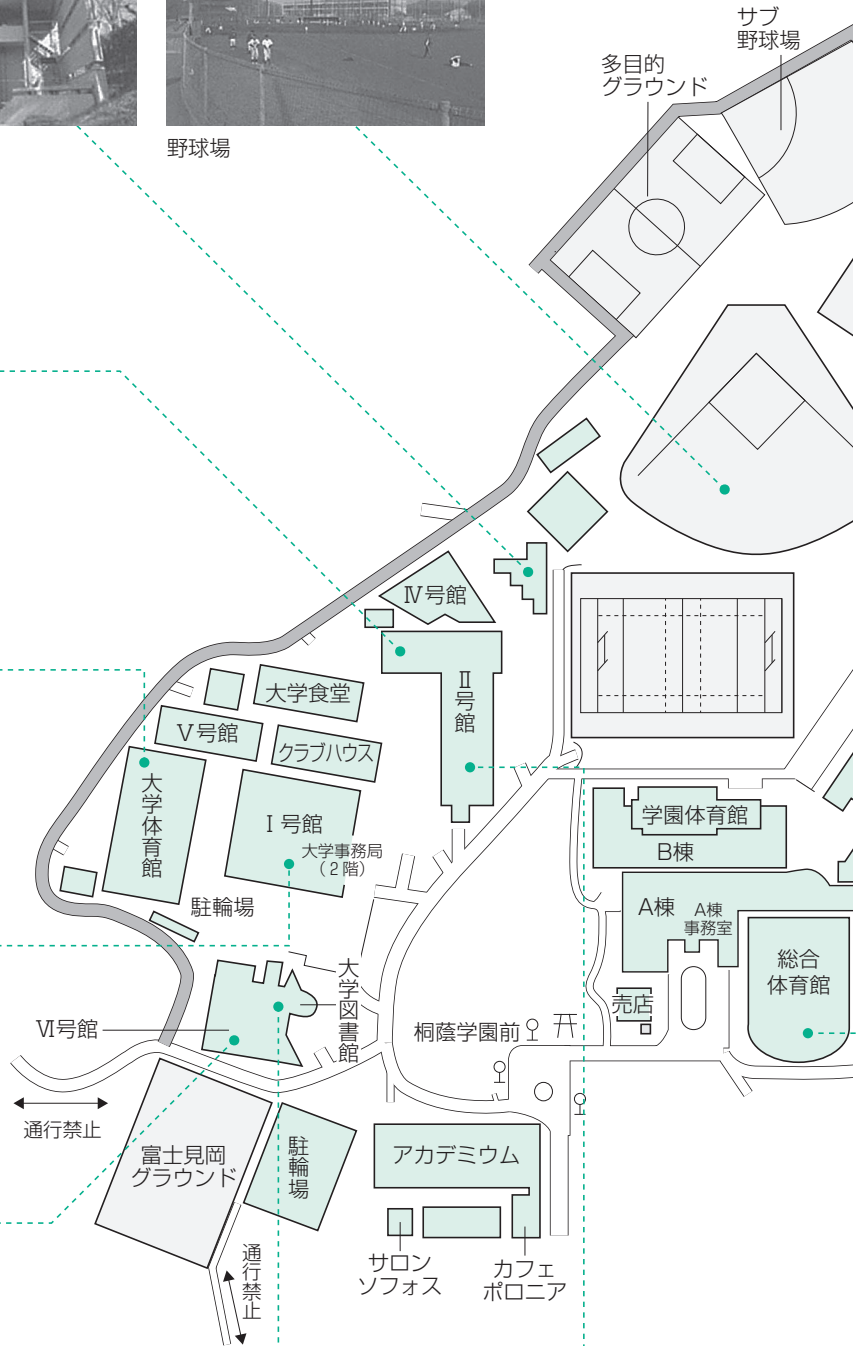 サブ
野球場
多目的
グラウンド
野球場
Ⅳ号館
Ⅱ号館
大学食堂
Ⅴ号館
クラブハウス
大学体育館
Ⅰ号館
大学事務局
（2階）
駐輪場
学園体育館
B棟
A棟
A棟
事務室
総合
体育館
売店
大学図書館
Ⅵ号館
桐蔭学園前
通行禁止
富士見岡
グラウンド
駐輪場
アカデミウム
サロン
ソフォス
カフェ
ポロニア
通行禁止